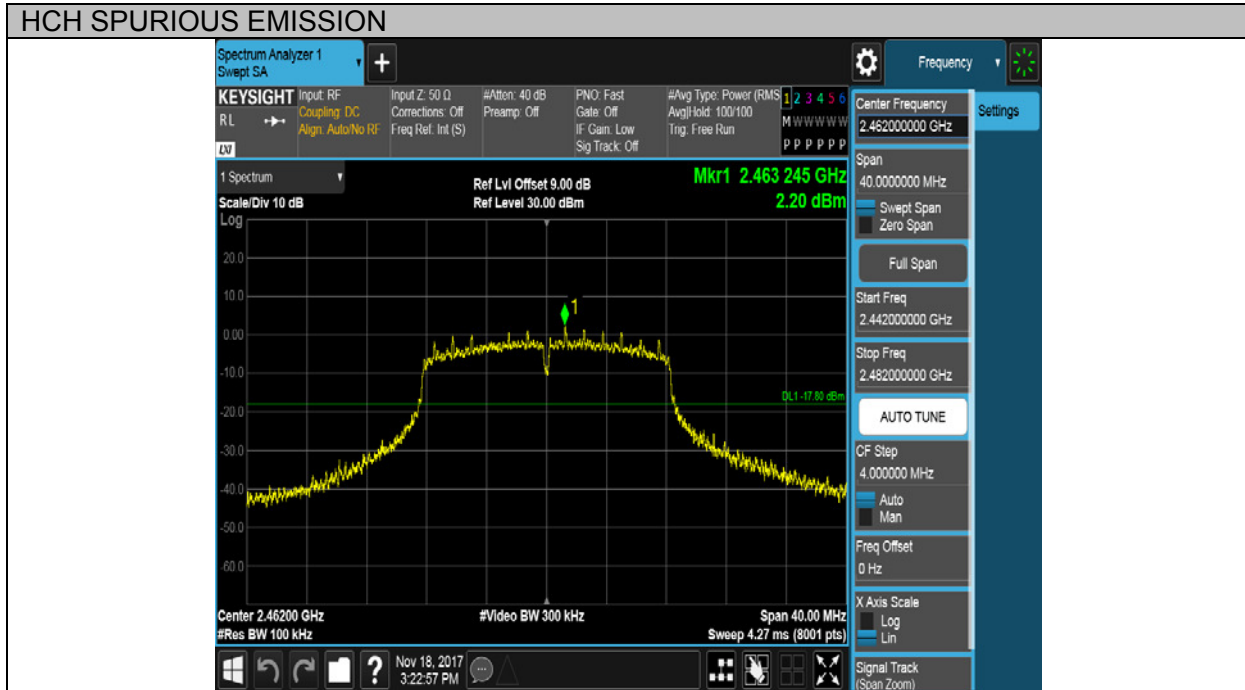 HCH SPURIOUS EMISSION
Spectrum Analyzer 1
Swept SA
+
Frequency
KEYSIGHT
RL
LXI
Input: RF
Coupling: DC
Align: Auto/No RF
Input Z: 50 Ω
Corrections: Off
Freq Ref: Int (S)
#Atten: 40 dB
Preamp: Off
PNO: Fast
Gate: Off
IF Gain: Low
Sig Track: Off
#Avg Type: Power (RMS
Avg|Hold: 100/100
Trig: Free Run
1 2 3 4 5 6
M W W W W W
P P P P P P
1 Spectrum
Scale/Div 10 dB
Log
Ref Lvl Offset 9.00 dB
Ref Level 30.00 dBm
Mkr1 2.463 245 GHz
2.20 dBm
20.0
10.0
0.00
-10.0
-20.0
-30.0
-40.0
-50.0
-60.0
1
DL1 -17.80 dBm
Center 2.46200 GHz
#Res BW 100 kHz
#Video BW 300 kHz
Span 40.00 MHz
Sweep 4.27 ms (8001 pts)
?
Nov 18, 2017
3:22:57 PM
Center Frequency
2.462000000 GHz
Settings
Span
40.0000000 MHz
Swept Span
Zero Span
Full Span
Start Freq
2.442000000 GHz
Stop Freq
2.482000000 GHz
AUTO TUNE
CF Step
4.000000 MHz
Auto
Man
Freq Offset
0 Hz
X Axis Scale
Log
Lin
Signal Track
(Span Zoom)